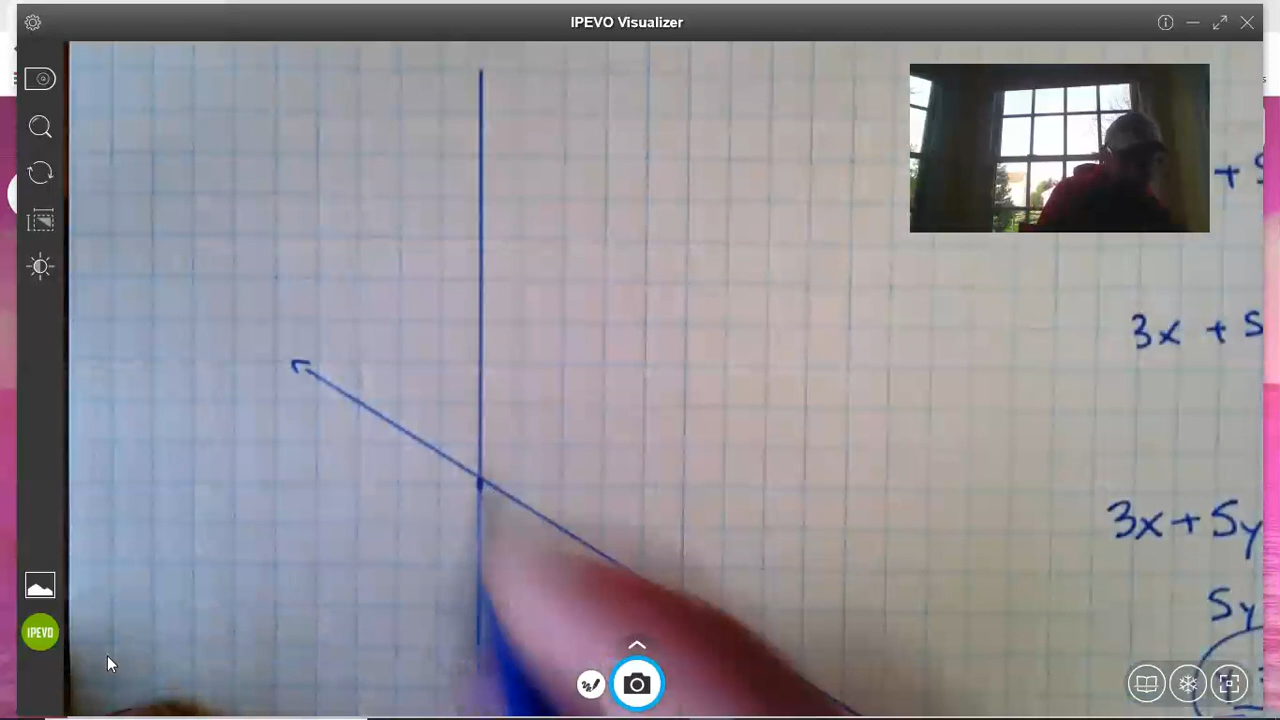 IPEVO Visualizer
+ 5
3x + 5
3x + 5y
5y
IPEVO